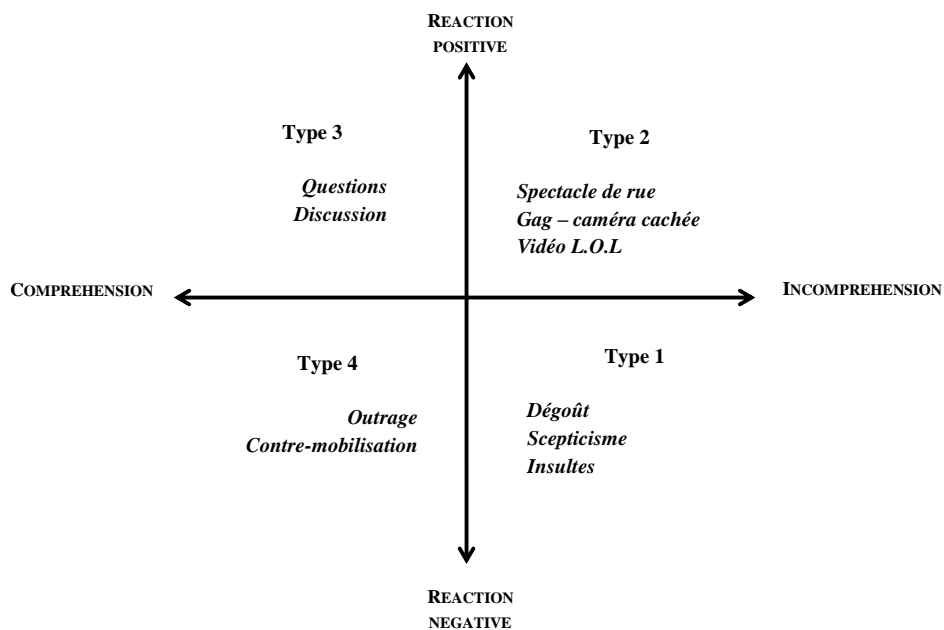 REACTION
POSITIVE
Type 3
Type 2
Questions
Discussion
Spectacle de rue
Gag – caméra cachée
Vidéo L.O.L
COMPREHENSION
INCOMPREHENSION
Type 4
Type 1
Outrage
Contre-mobilisation
Dégoût
Scepticisme
Insultes
REACTION
NEGATIVE